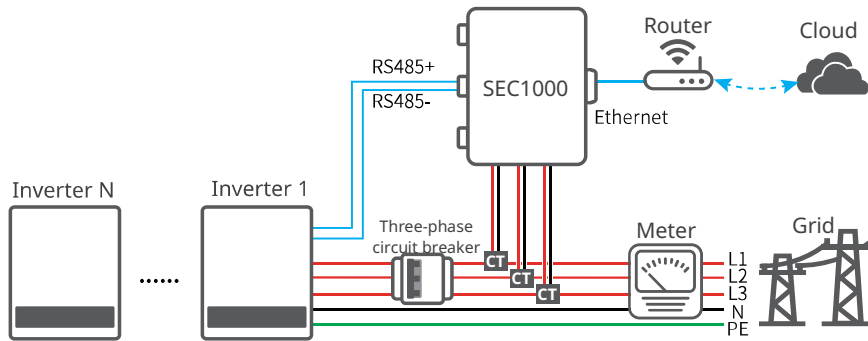 Router
Cloud
RS485+
SEC1000
RS485-
Ethernet
Inverter N
Inverter 1
Three-phase
circuit breaker
Meter
Grid
CT
CT
CT
L1
L2
L3
N
PE
......